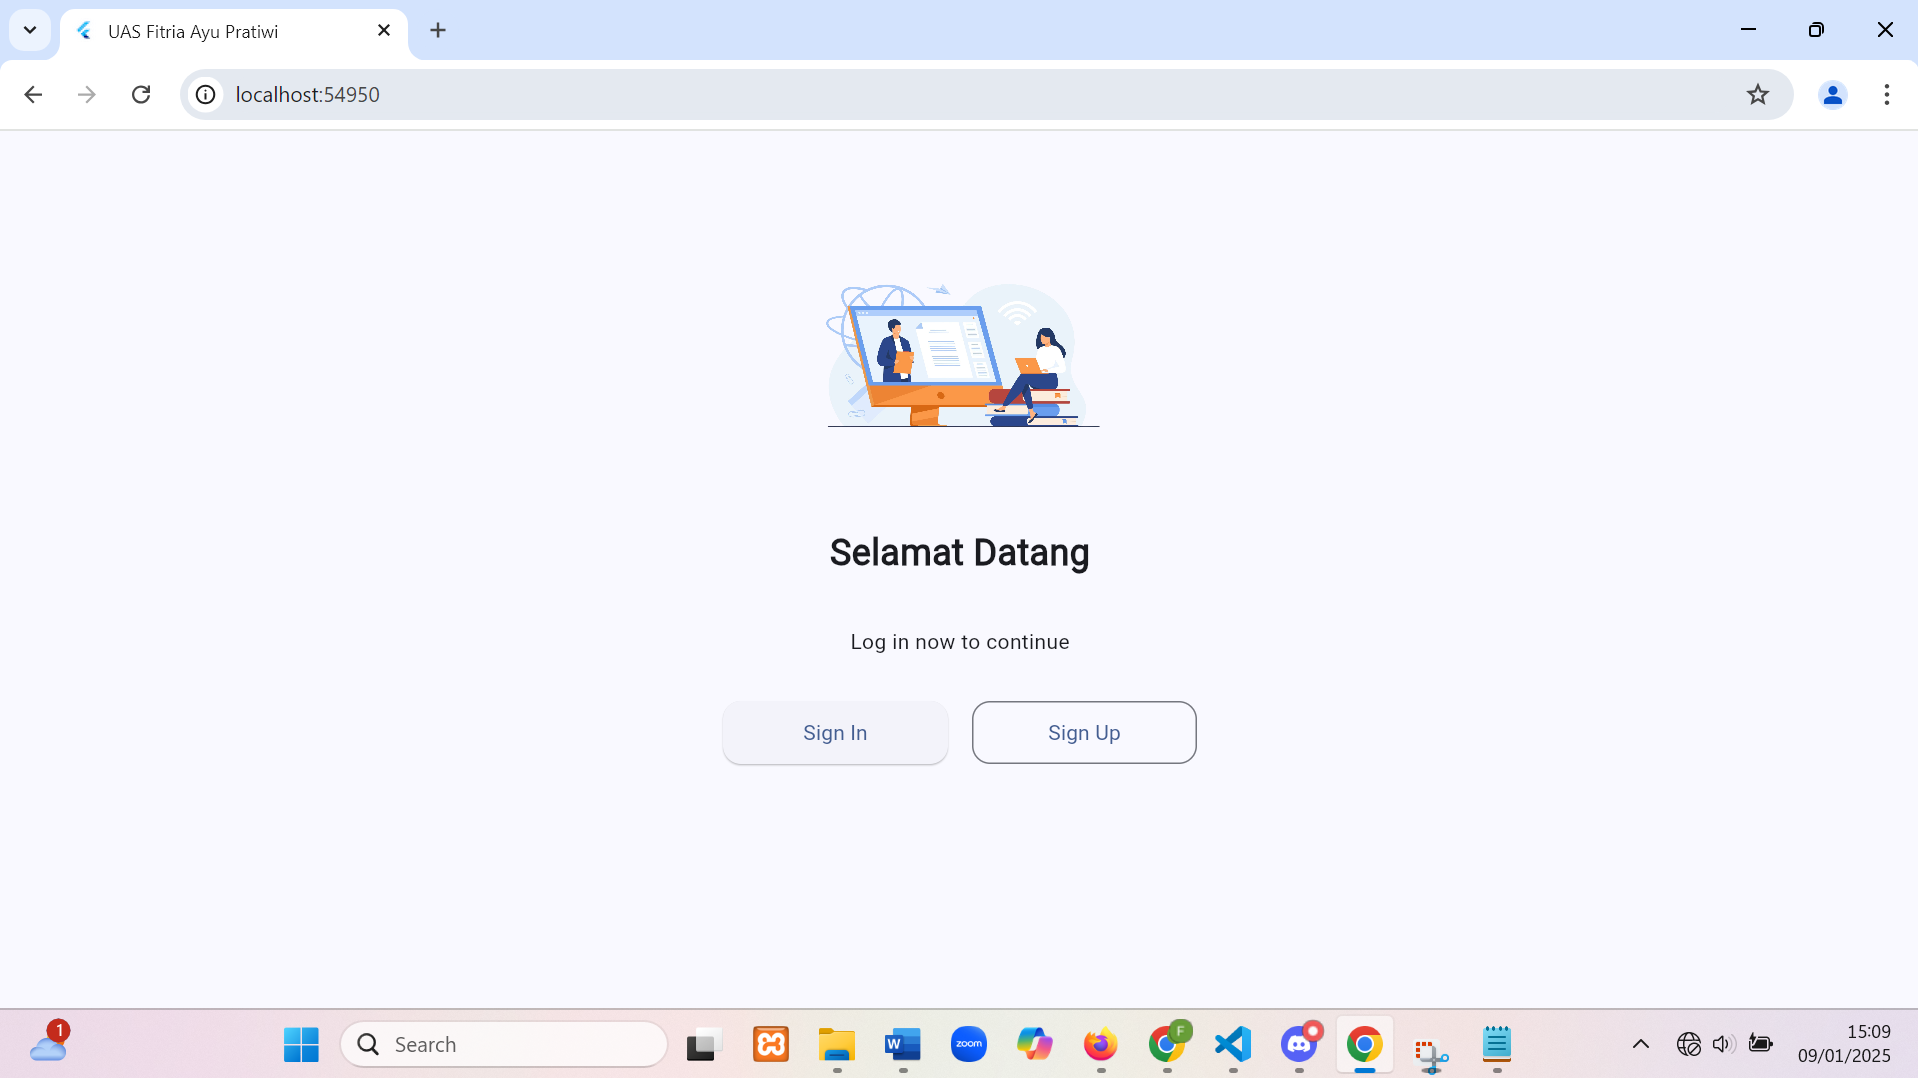 UAS Fitria Ayu Pratiwi
localhost:54950
Selamat Datang
Log in now to continue
Sign In
Sign Up
1
Search
W
zoom
F
15:09
09/01/2025